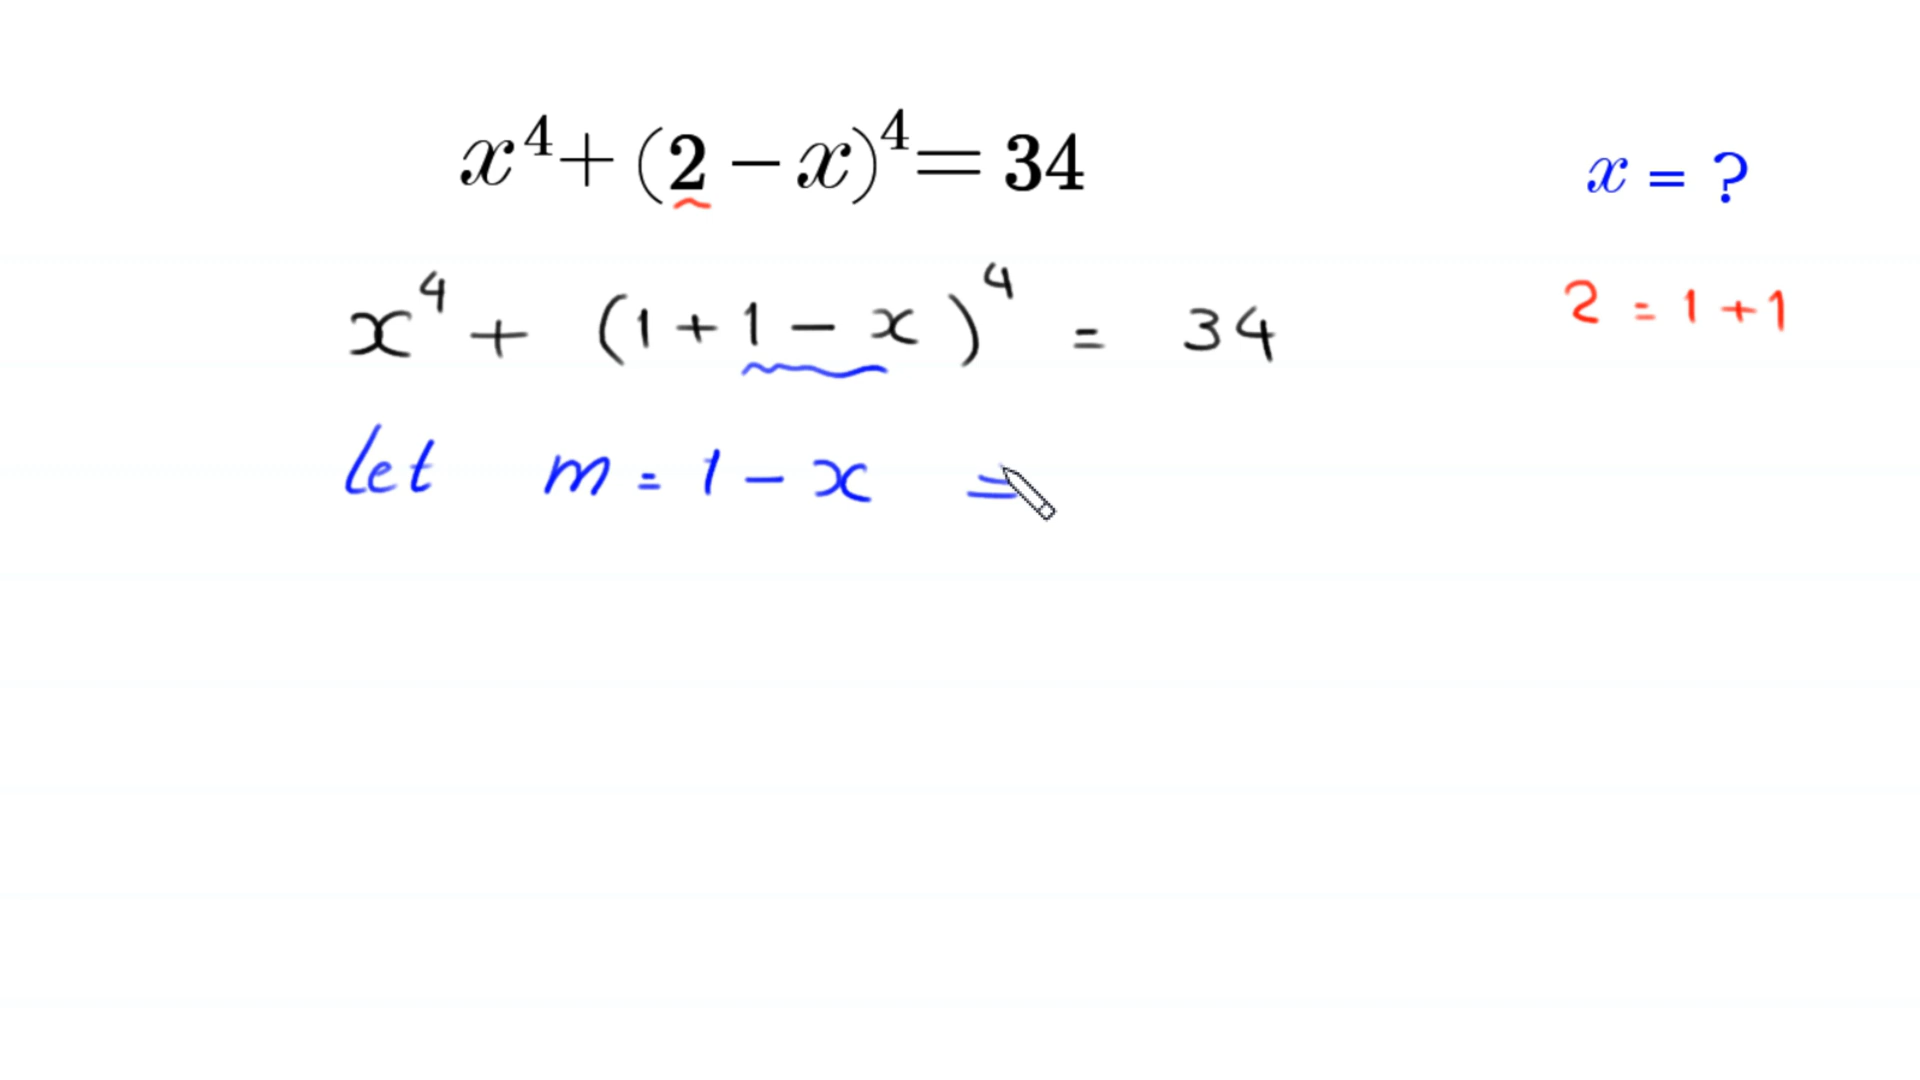 x⁴ + (2 − x)⁴ = 34
x = ?
x⁴ + (1 + 1 − x)⁴ = 34
2 = 1 + 1
let m = 1 − x =